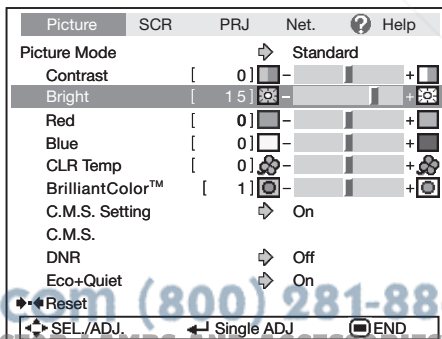 Picture SCR PRJ Net. ? Help
Picture Mode Standard
Contrast [ 0] - +
Bright [ 15] - +
Red [ 0] - +
Blue [ 0] - +
CLR Temp [ 0] - +
BrilliantColor™ [ 1] - +
C.M.S. Setting On
C.M.S.
DNR Off
Eco+Quiet On
Reset
com (800) 281-88
SEL./ADJ. Single ADJ END